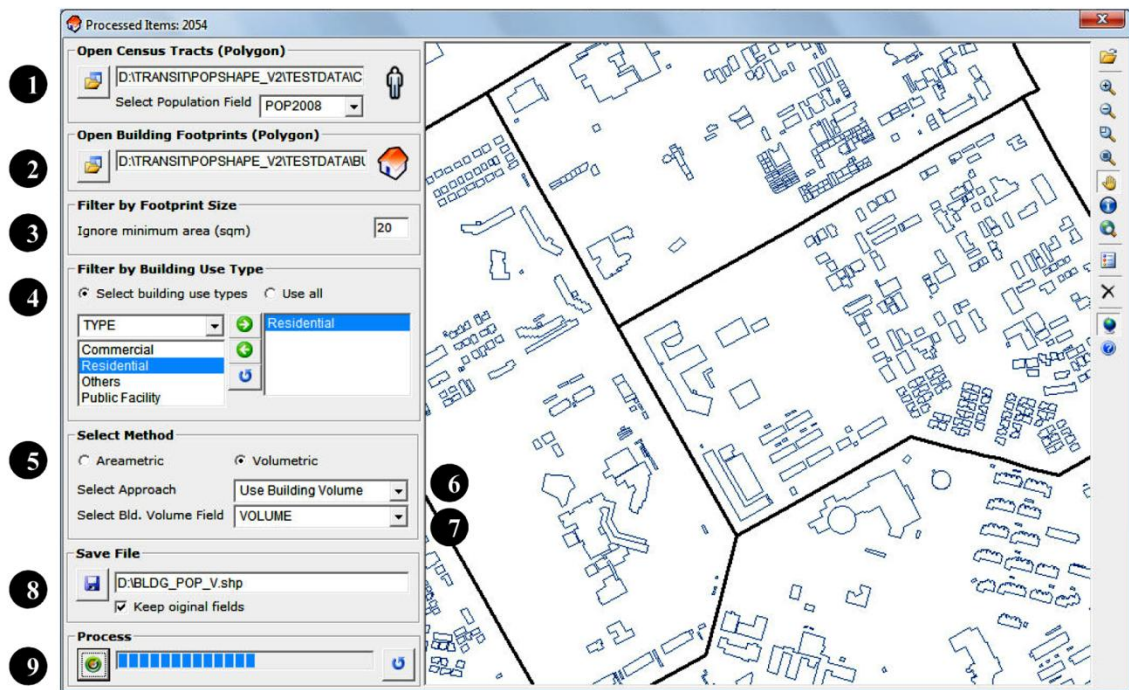 Processed Items: 2054
Open Census Tracts (Polygon)
1
D:\TRANSIT\POPSHAPE_V2\TESTDATA\C
Select Population Field POP2008
Open Building Footprints (Polygon)
2
D:\TRANSIT\POPSHAPE_V2\TESTDATA\BU
Filter by Footprint Size
3
Ignore minimum area (sqm) 20
Filter by Building Use Type
4
Select building use types Use all
TYPE
Residential
Commercial
Residential
Others
Public Facility
Select Method
5
Areametric Volumetric
Select Approach Use Building Volume 6
Select Bld. Volume Field VOLUME 7
Save File
8
D:\BLDG_POP_V.shp
Keep oiginal fields
Process
9